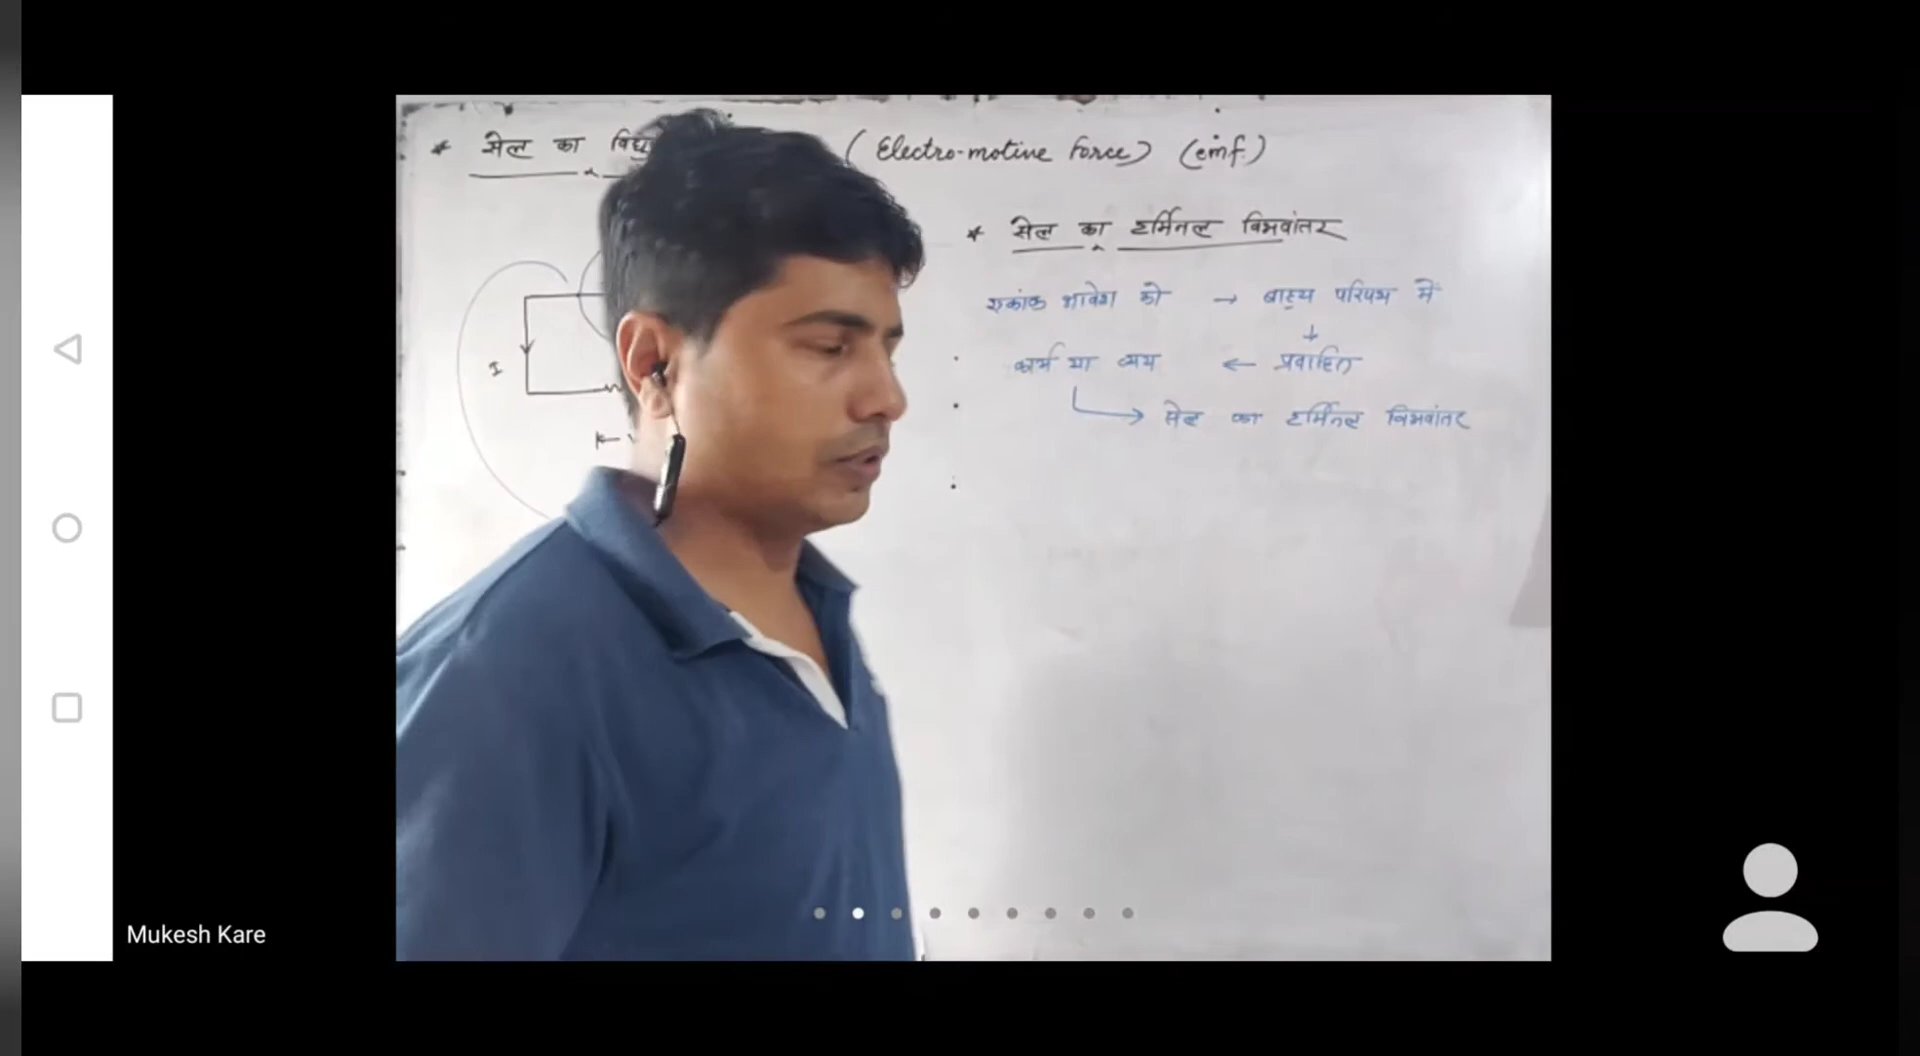 * सेल का विद्यु (Electro-motive Force) (e.m.f.)
* सेल का टर्मिनल विभवांतर
एकांक आवेश को → बाह्य परिपथ में
↓
कार्य या व्यय ← प्रवाहित
→ सेल का टर्मिनल विभवांतर
I
Mukesh Kare